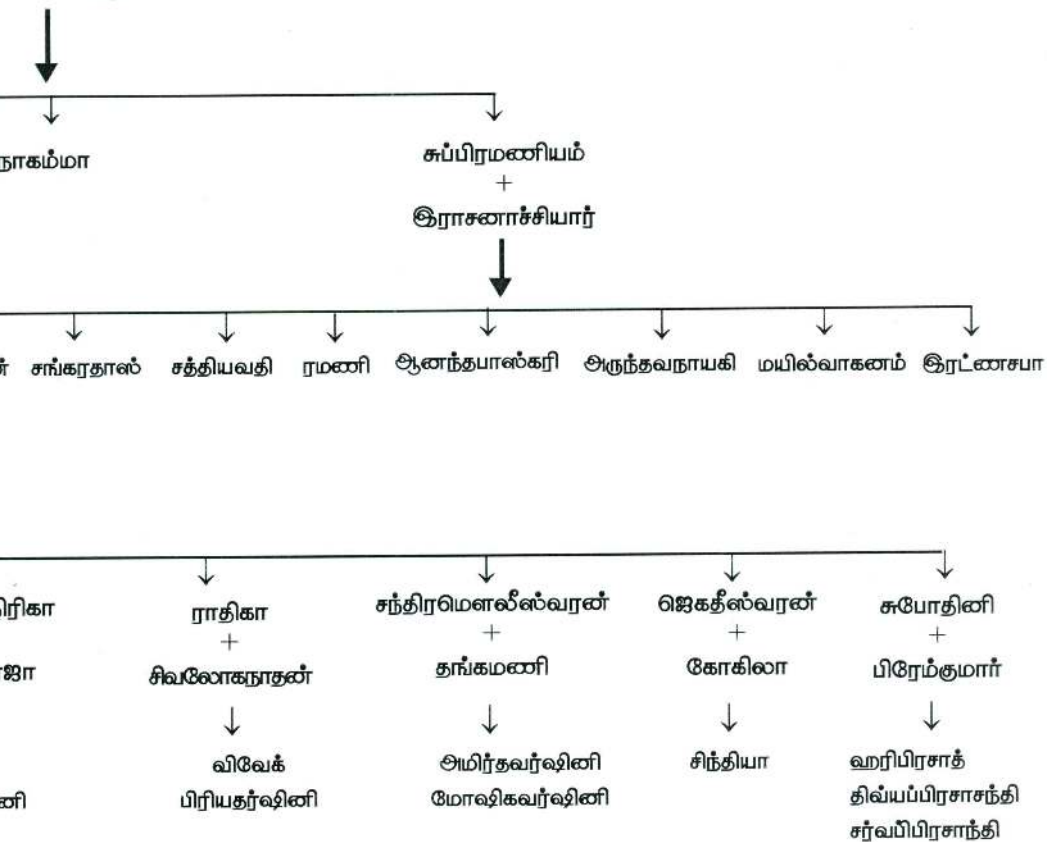 நாகம்மா சுப்பிரமணியம்
+
இராசனாச்சியார்
சங்கரதாஸ் சத்தியவதி ரமணி ஆனந்தபாஸ்கரி அருந்தவநாயகி மயில்வாகனம் இரட்ணசபா
ராதிகா சந்திரமௌலீஸ்வரன் ஜெகதீஸ்வரன் சுபோதினி
+ + + +
சிவலோகநாதன் தங்கமணி கோகிலா பிரேம்குமார்
விவேக் அமிர்தவர்ஷினி சிந்தியா ஹரிபிரசாத்
பிரியதர்ஷினி மோஷிகவர்ஷினி திவ்யப்பிரசாசந்தி
சர்வபிபிரசாந்தி